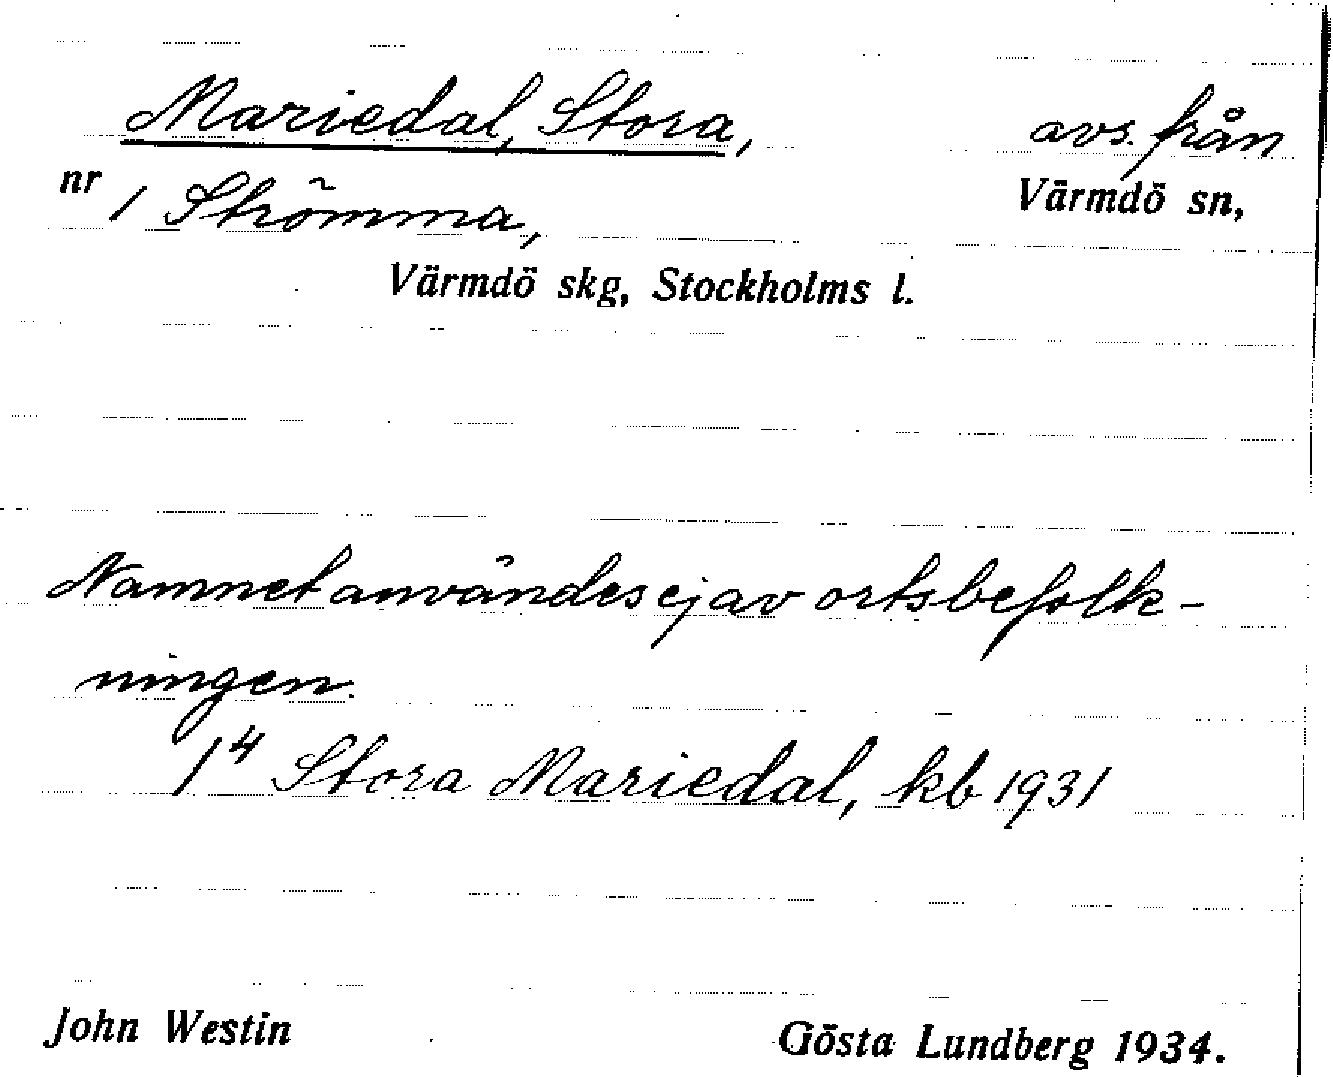 Mariedal, Stora, avs. från
nr 1 Strömma, Värmdö sn,
Värmdö skg, Stockholms l.
Namnet användes ej av ortsbefolk-
ningen.
1⁴ Stora Mariedal, kb 1931
John Westin Gösta Lundberg 1934.